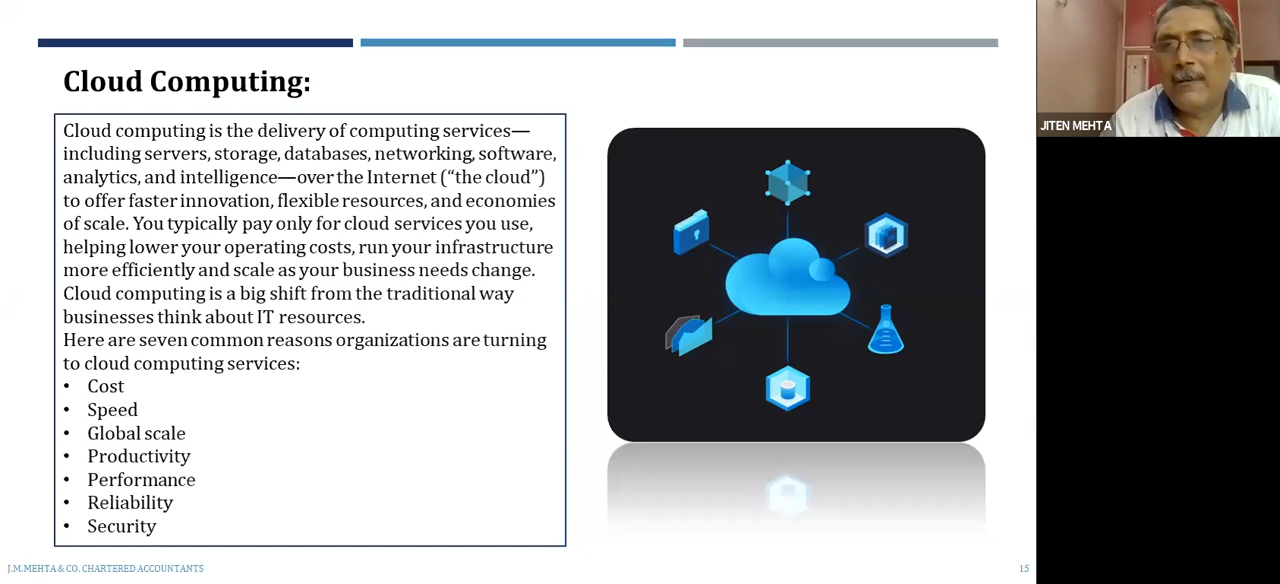 Cloud Computing:
Cloud computing is the delivery of computing services—
including servers, storage, databases, networking, software,
analytics, and intelligence—over the Internet (“the cloud”)
to offer faster innovation, flexible resources, and economies
of scale. You typically pay only for cloud services you use,
helping lower your operating costs, run your infrastructure
more efficiently and scale as your business needs change.
Cloud computing is a big shift from the traditional way
businesses think about IT resources.
Here are seven common reasons organizations are turning
to cloud computing services:
• Cost
• Speed
• Global scale
• Productivity
• Performance
• Reliability
• Security
J.M.MEHTA & CO. CHARTERED ACCOUNTANTS
15
JITEN MEHTA